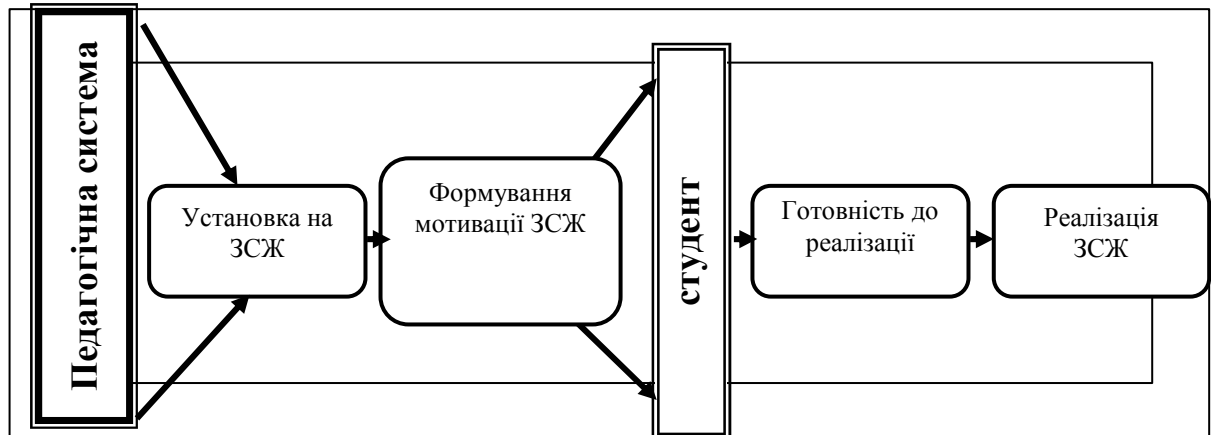 Педагогічна система
Установка на
ЗСЖ
Формування
мотивації ЗСЖ
студент
Готовність до
реалізації
Реалізація
ЗСЖ